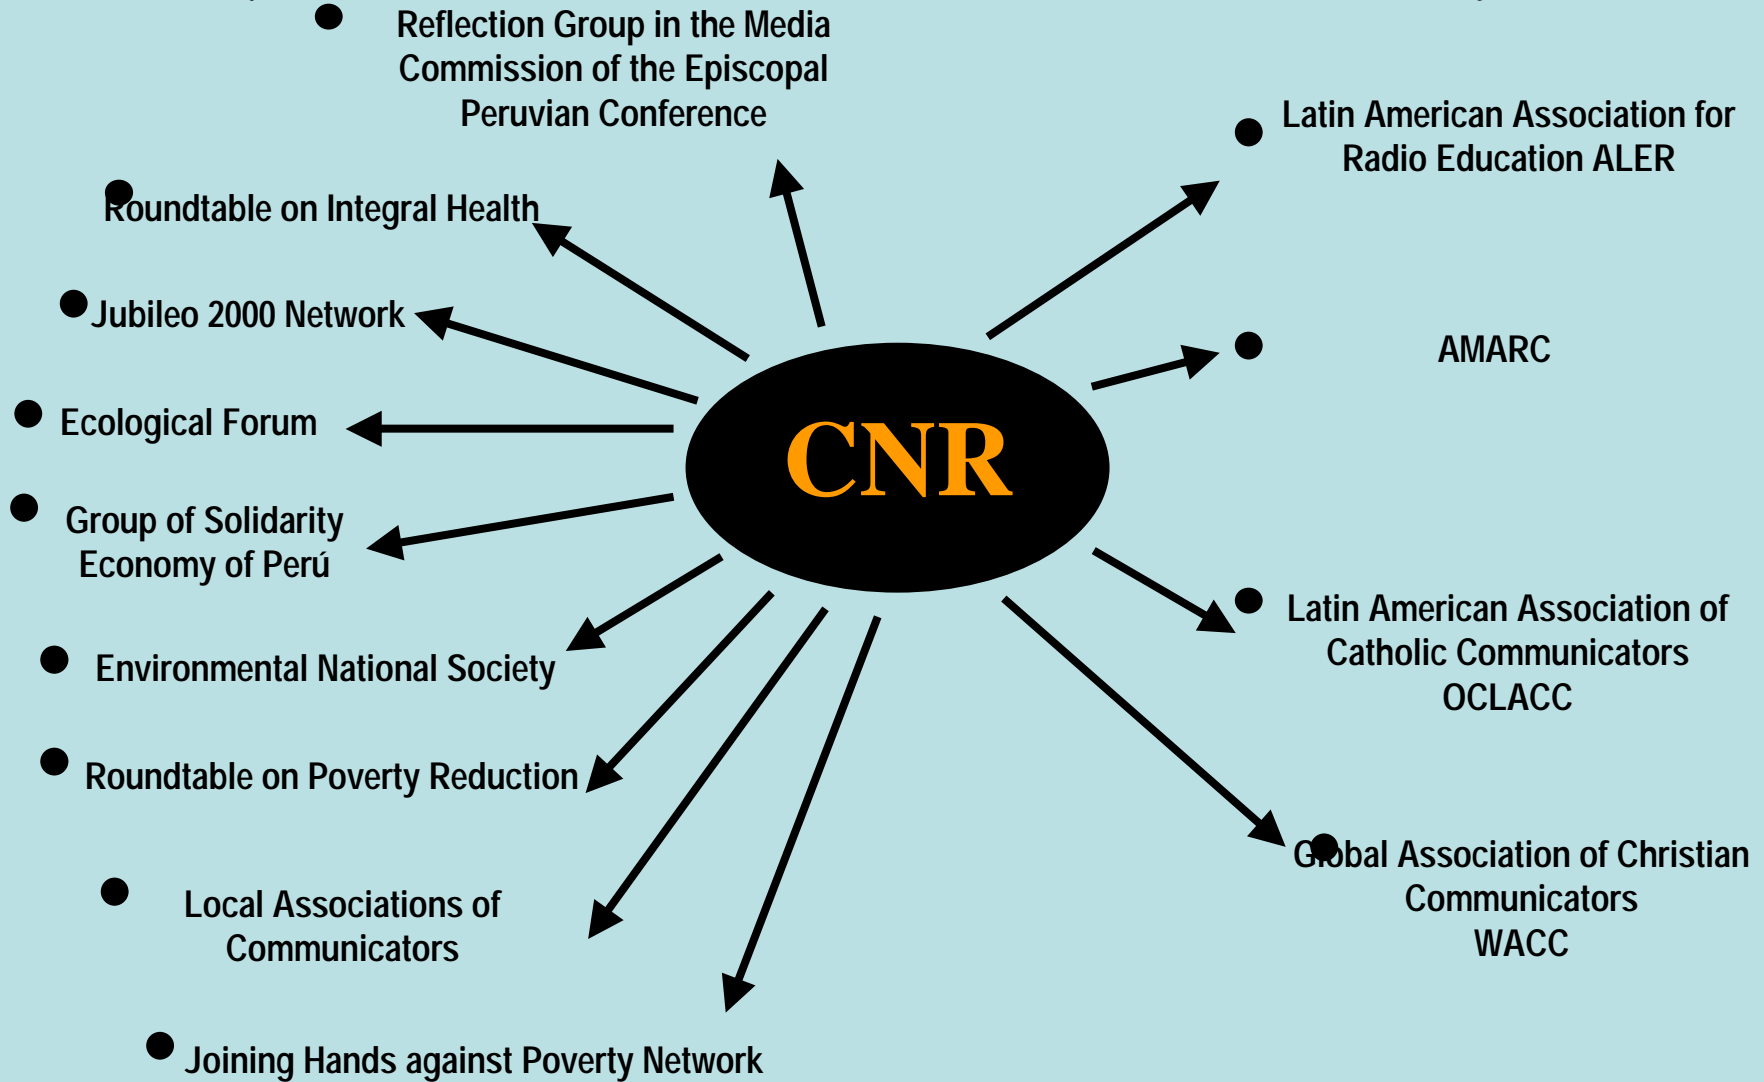 Reflection Group in the Media
Commission of the Episcopal
Peruvian Conference
Latin American Association for
Radio Education ALER
Roundtable on Integral Health
Jubileo 2000 Network
AMARC
Ecological Forum
CNR
Group of Solidarity
Economy of Perú
Latin American Association of
Catholic Communicators
OCLACC
Environmental National Society
Roundtable on Poverty Reduction
Global Association of Christian
Communicators
WACC
Local Associations of
Communicators
Joining Hands against Poverty Network